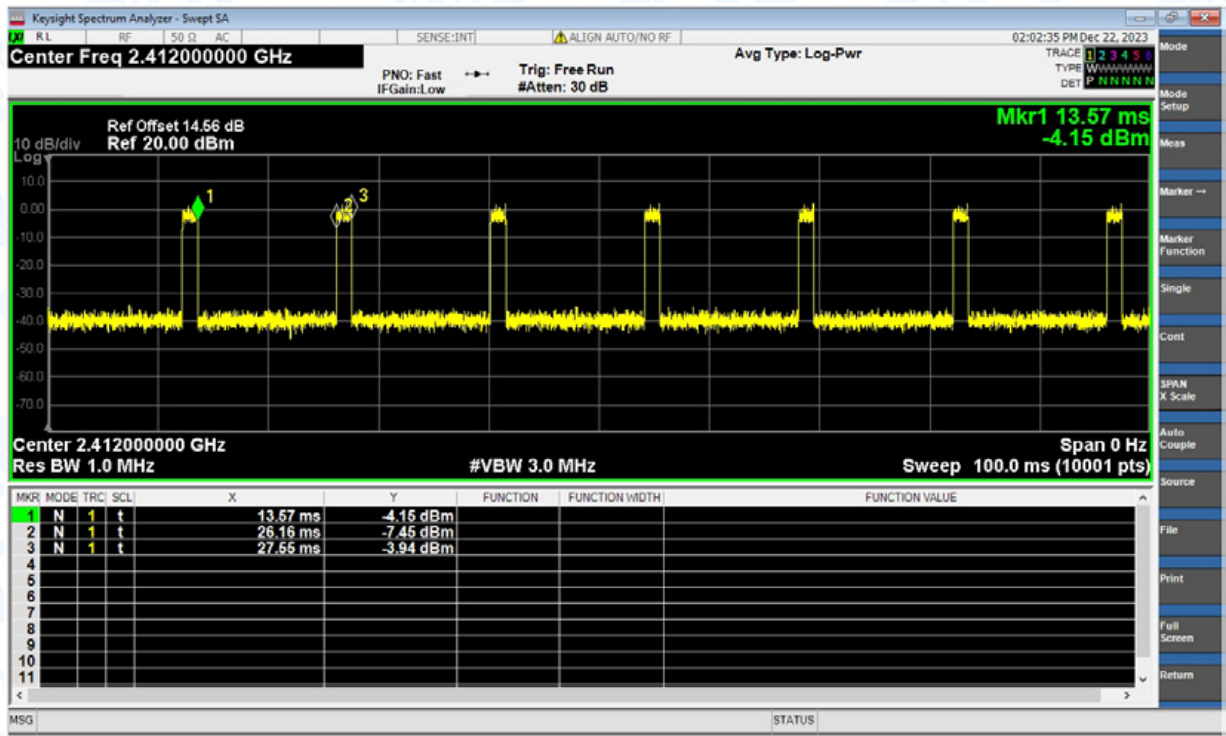 Keysight Spectrum Analyzer - Swept SA
RL RF 50 Ω AC SENSE:INT ALIGN AUTO/NO RF 02:02:35 PM Dec 22, 2023
Center Freq 2.412000000 GHz
PNO: Fast
IFGain:Low
Trig: Free Run
#Atten: 30 dB
Avg Type: Log-Pwr
TRACE 1 2 3 4 5 6
TYPE WWWWWWW
DET P N N N N N
Mkr1 13.57 ms
-4.15 dBm
Ref Offset 14.56 dB
10 dB/div Ref 20.00 dBm
Log
10.0
0.00
-10.0
-20.0
-30.0
-40.0
-50.0
-60.0
-70.0
1
2
3
Center 2.412000000 GHz Span 0 Hz
Res BW 1.0 MHz #VBW 3.0 MHz Sweep 100.0 ms (10001 pts)
MKR MODE TRC SCL X Y FUNCTION FUNCTION WIDTH FUNCTION VALUE
1 N 1 t 13.57 ms -4.15 dBm
2 N 1 t 26.16 ms -7.45 dBm
3 N 1 t 27.55 ms -3.94 dBm
4
5
6
7
8
9
10
11
MSG STATUS
Mode
Mode
Setup
Meas
Marker →
Marker
Function
Single
Cont
SPAN
X Scale
Auto
Couple
Source
File
Print
Full
Screen
Return